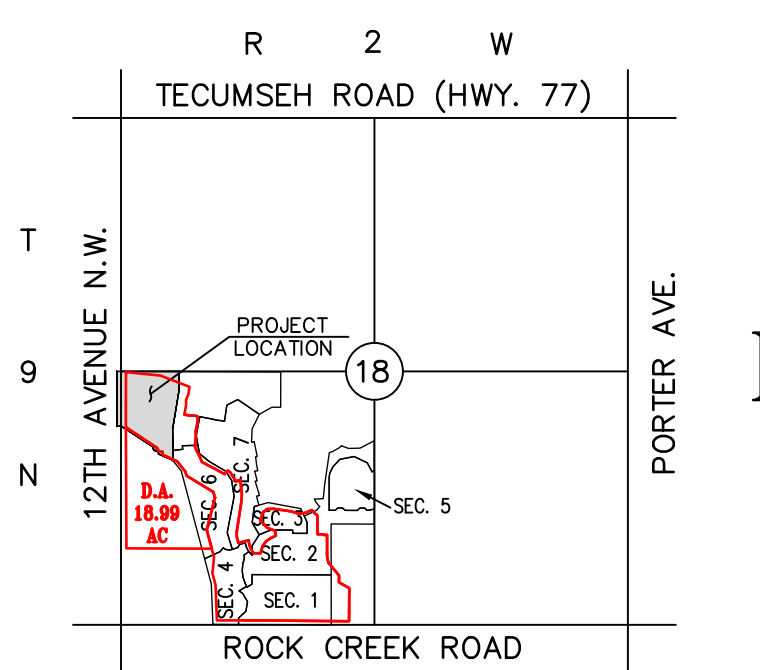 R 2 W
TECUMSEH ROAD (HWY. 77)
T
9
N
12TH AVENUE N.W.
PORTER AVE.
PROJECT
LOCATION
18
SEC. 7
SEC. 6
D.A.
18.99
AC
SEC. 5
SEC. 3
SEC. 2
SEC. 4
SEC. 1
ROCK CREEK ROAD